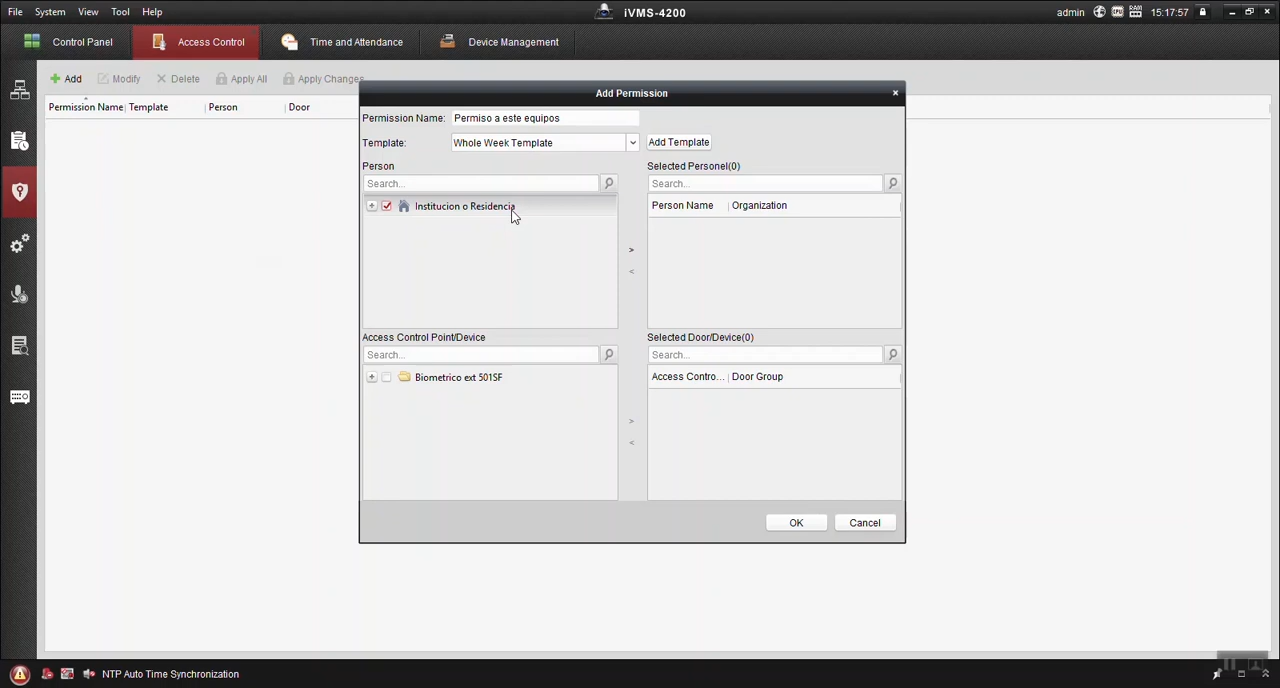 File System View Tool Help
iVMS-4200
admin 15:17:57
Control Panel
Access Control
Time and Attendance
Device Management
Add Modify Delete Apply All Apply Changes
Permission Name Template Person Door
Add Permission
Permission Name: Permiso a este equipos
Template: Whole Week Template Add Template
Person
Search...
Institucion o Residencia
Selected Personel(0)
Search...
Person Name Organization
>
<
Access Control Point/Device
Search...
Biometrico ext 501SF
Selected Door/Device(0)
Search...
Access Contro... Door Group
>
<
OK Cancel
NTP Auto Time Synchronization